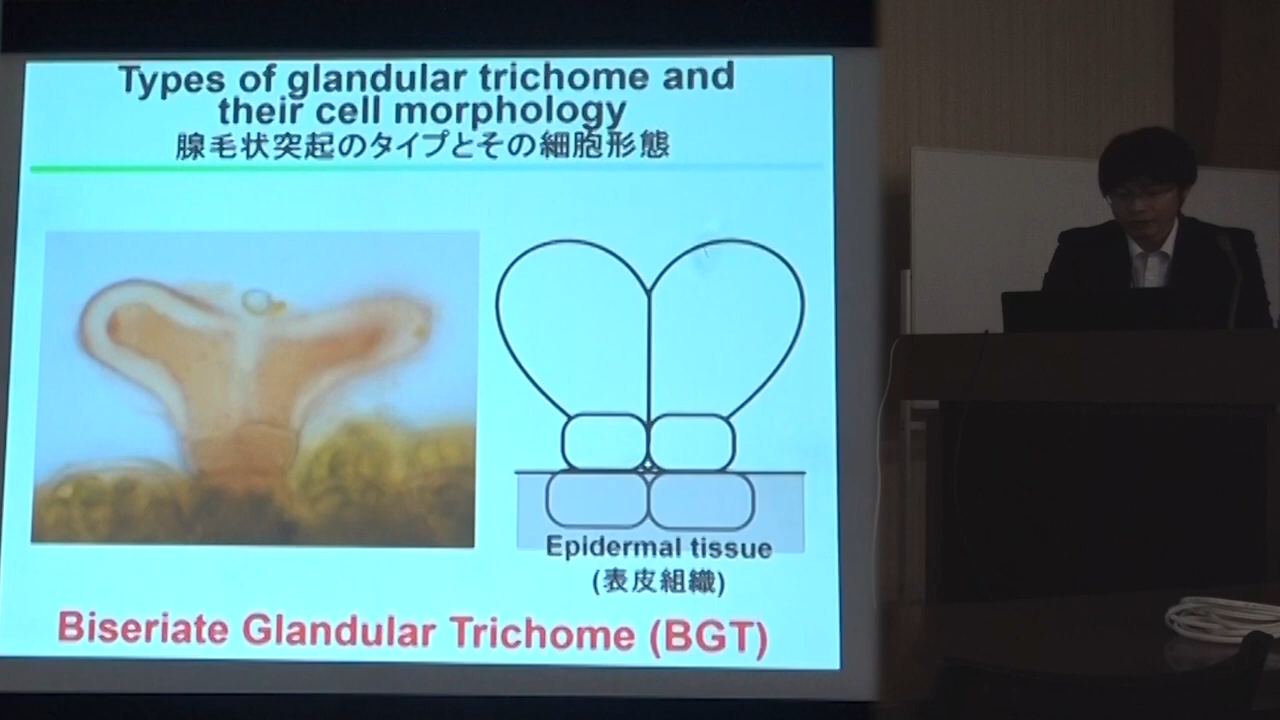 Types of glandular trichome and
their cell morphology
腺毛状突起のタイプとその細胞形態
Epidermal tissue
(表皮組織)
Biseriate Glandular Trichome (BGT)